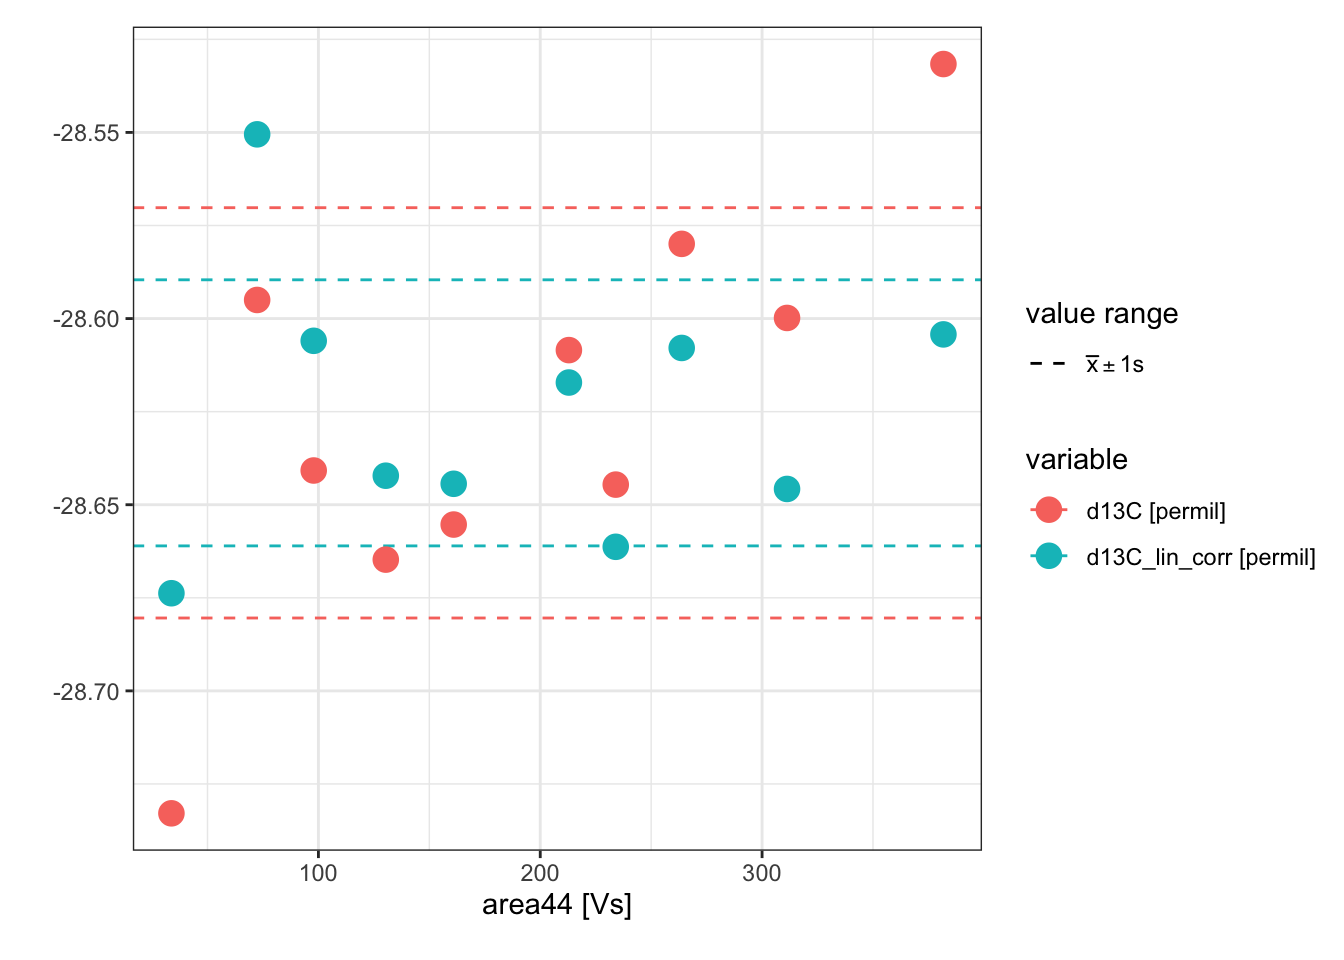 -28.55
-28.60
-28.65
-28.70
100 200 300
area44 [Vs]
value range
x̅ ± 1s
variable
d13C [permil]
d13C_lin_corr [permil]